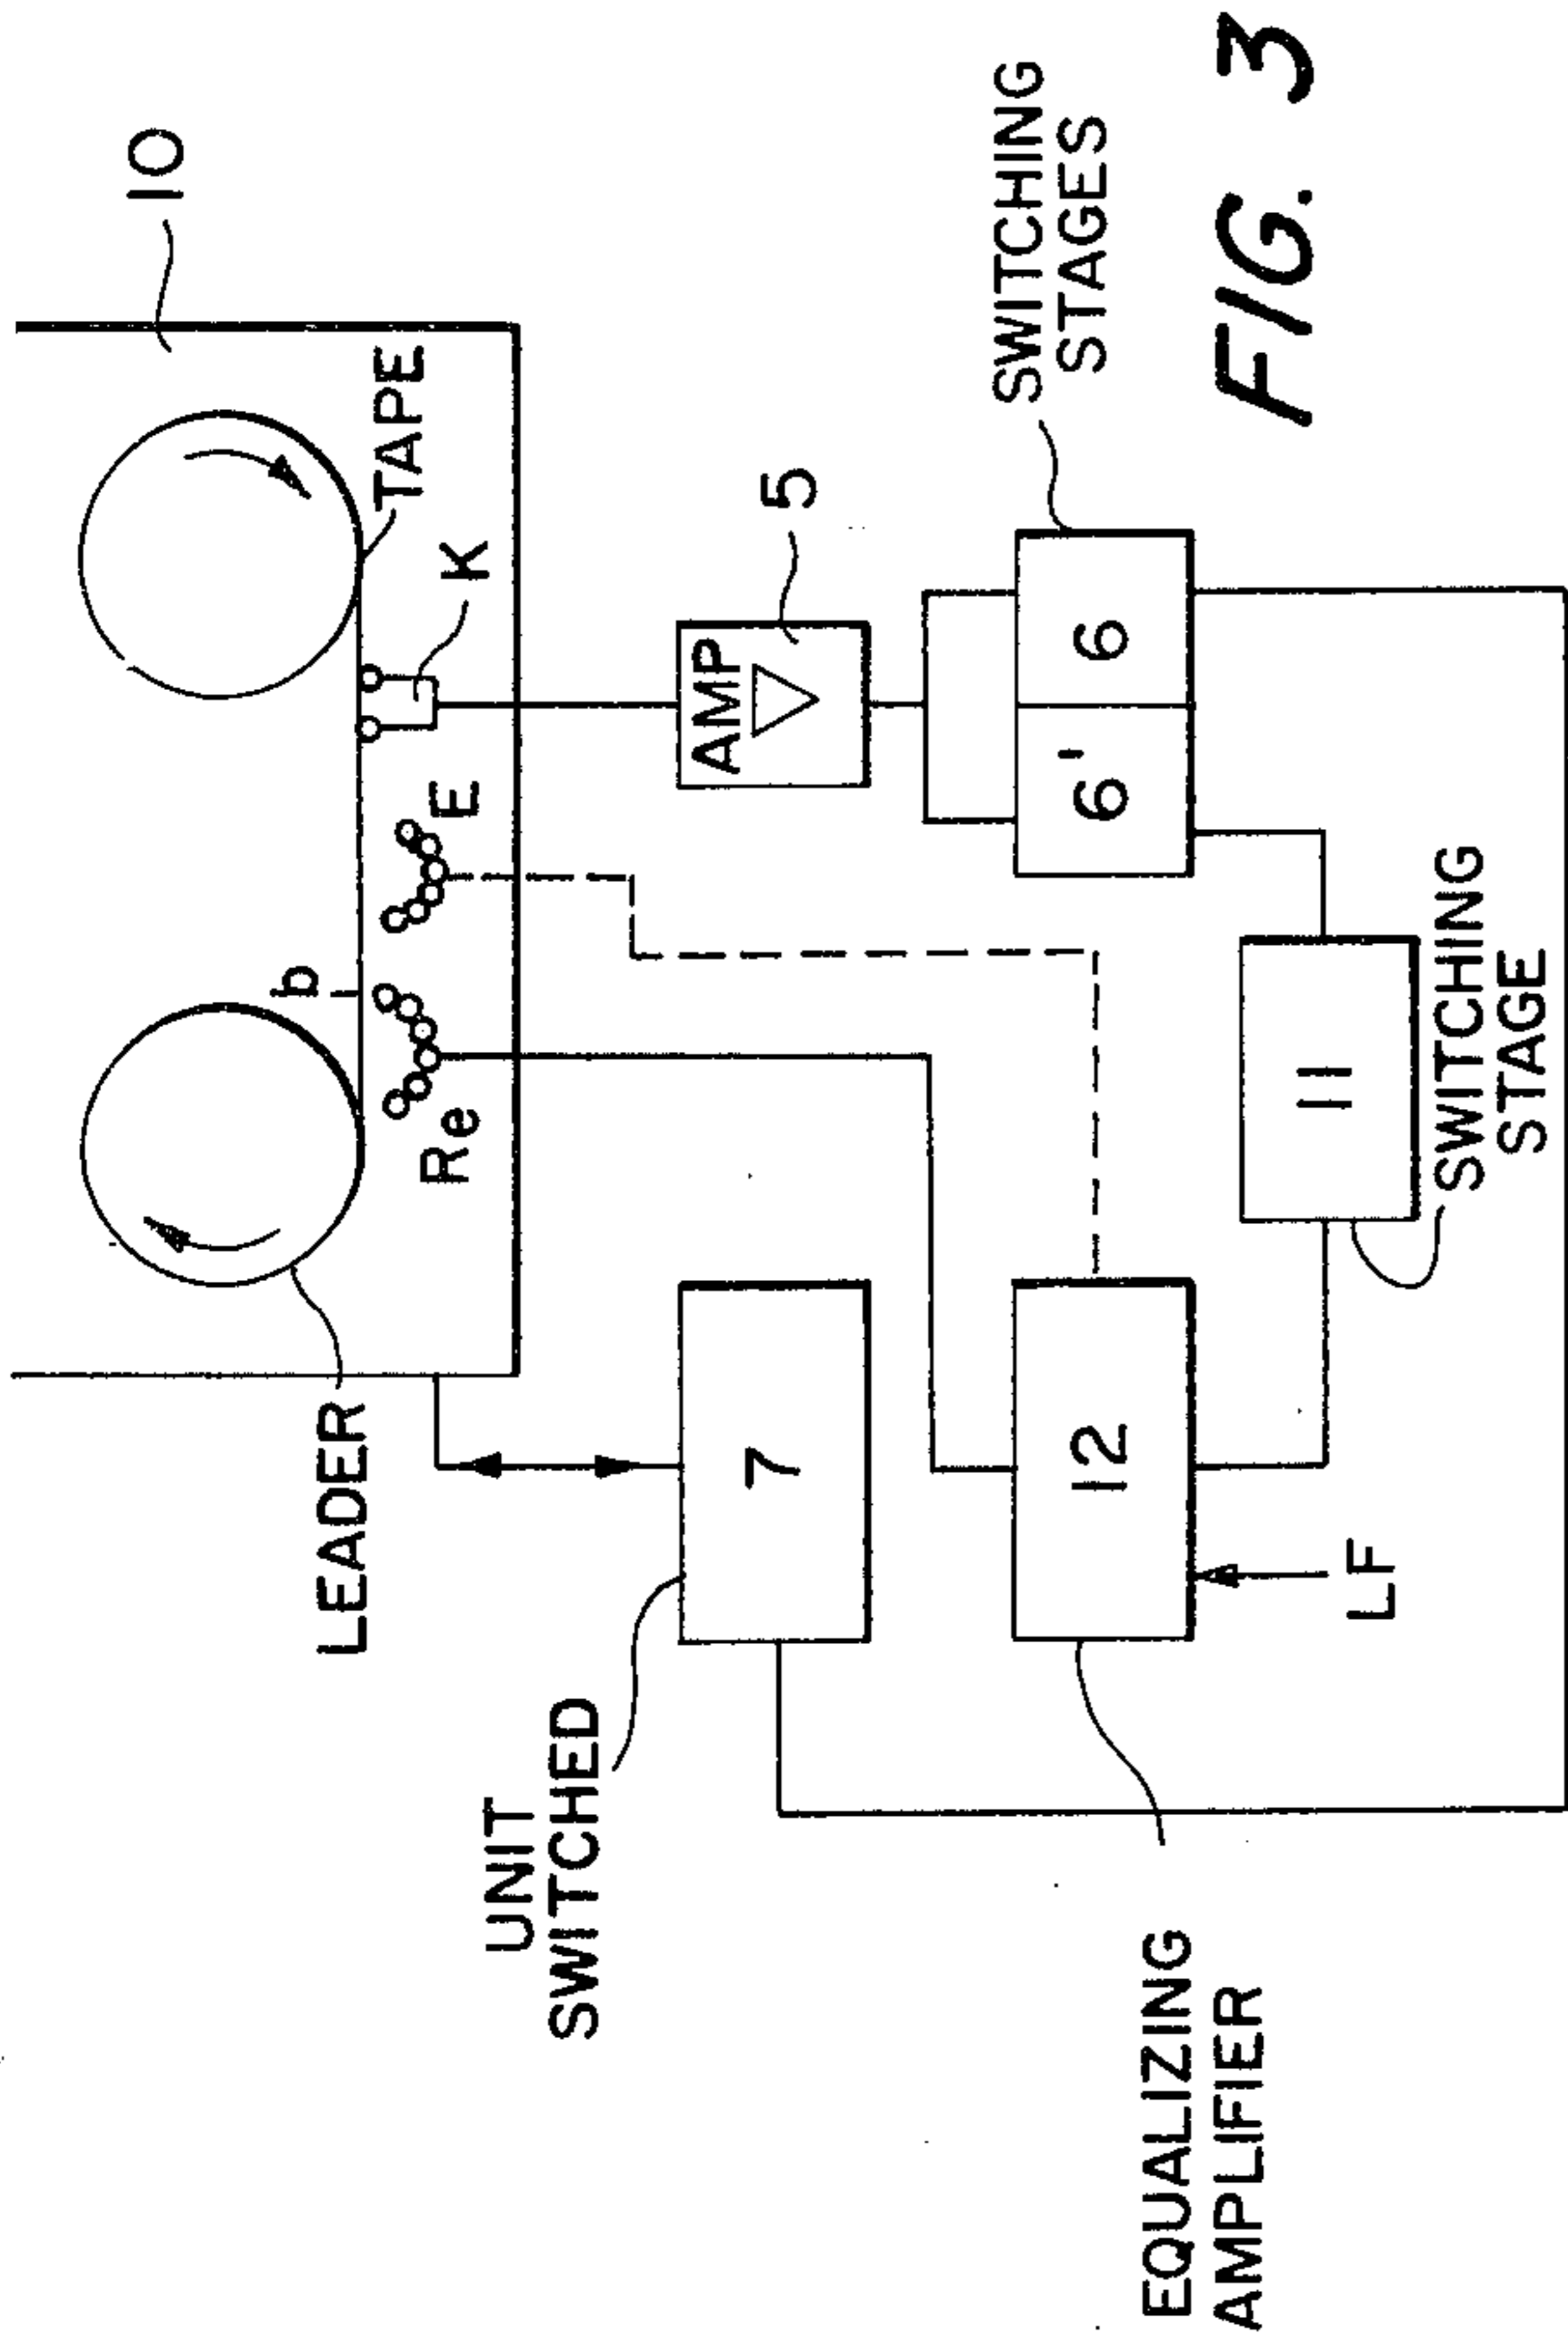 10
TAPE
K
E
b
Re
LEADER
5
AMP
UNIT
SWITCHED
7
SWITCHING
STAGES
6'
6
12
11
SWITCHING
STAGE
LF
EQUALIZING
AMPLIFIER
FIG. 3